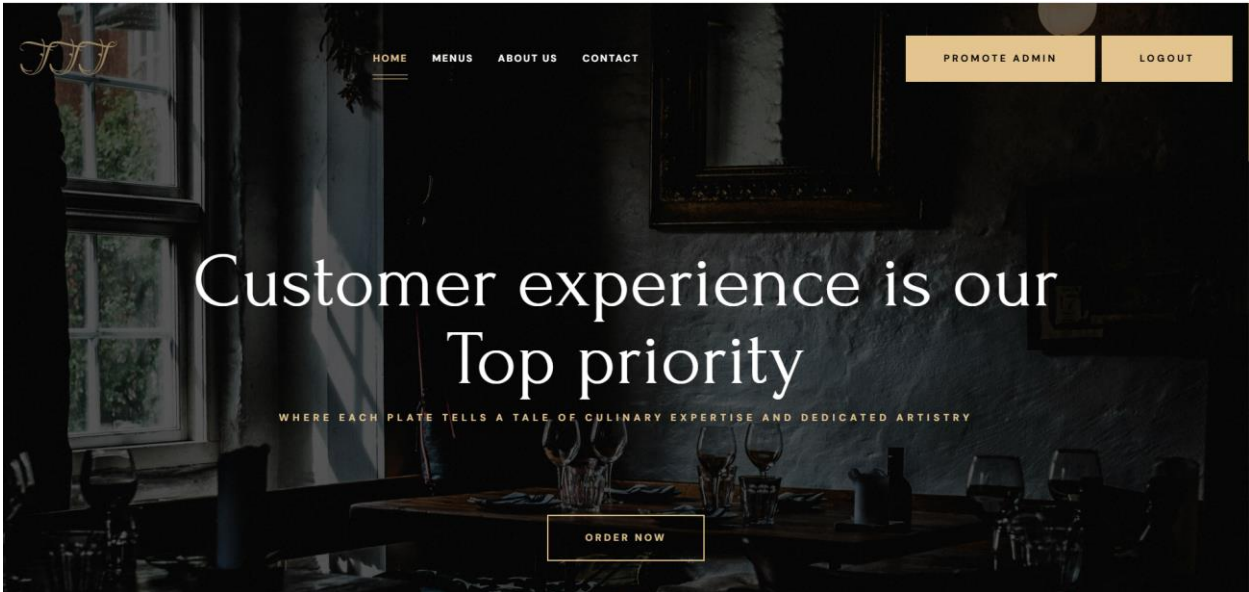 HOME MENUS ABOUT US CONTACT PROMOTE ADMIN LOGOUT
Customer experience is our
Top priority
WHERE EACH PLATE TELLS A TALE OF CULINARY EXPERTISE AND DEDICATED ARTISTRY
ORDER NOW